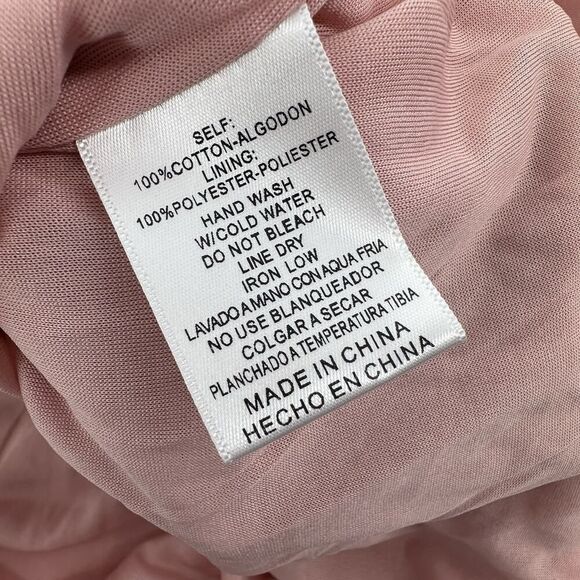 SELF:
100%COTTON-ALGODON
LINING:
100%POLYESTER-POLIESTER
HAND WASH
W/COLD WATER
DO NOT BLEACH
LINE DRY
IRON LOW
LAVADO A MANO CON AQUA FRIA
NO USE BLANQUEADOR
COLGAR A SECAR
PLANCHADO A TEMPERATURA TIBIA
MADE IN CHINA
HECHO EN CHINA